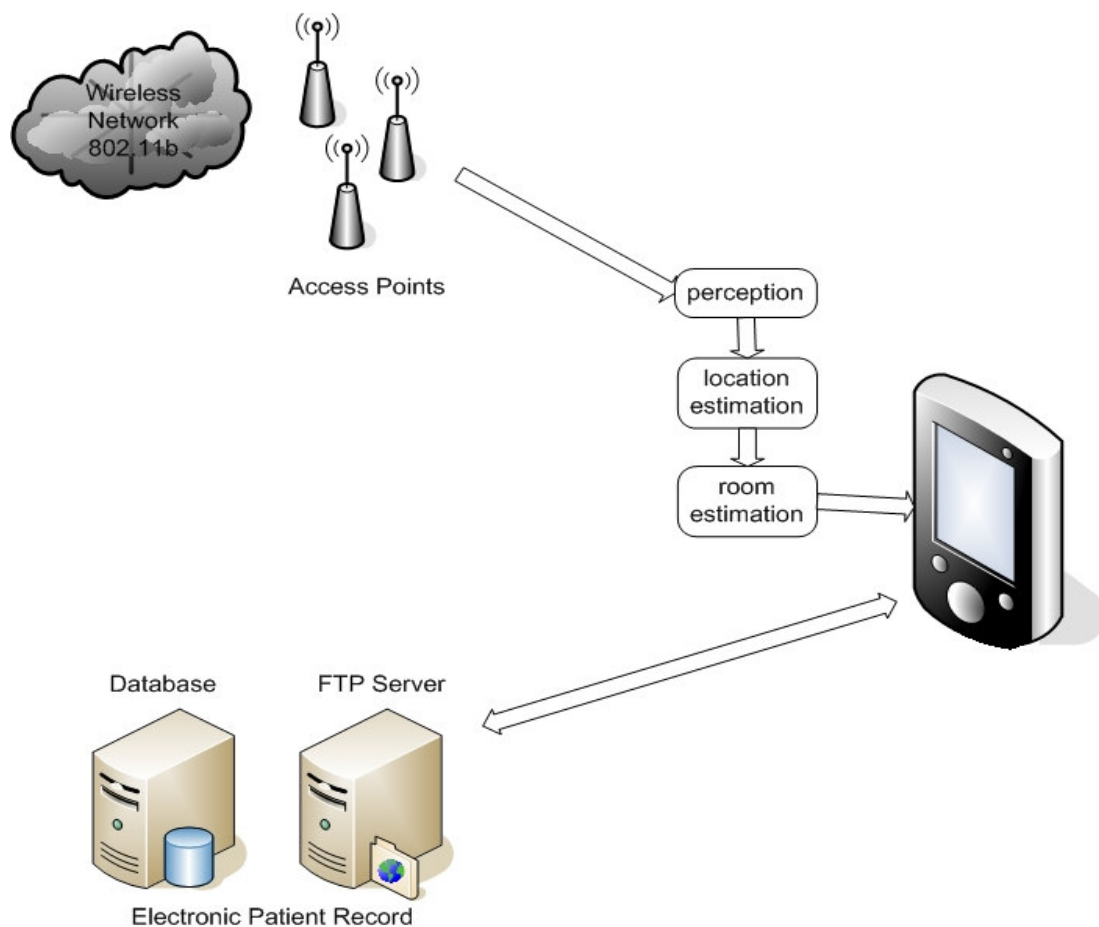 Wireless
Network
802.11b
Access Points
perception
location
estimation
room
estimation
Database
FTP Server
Electronic Patient Record